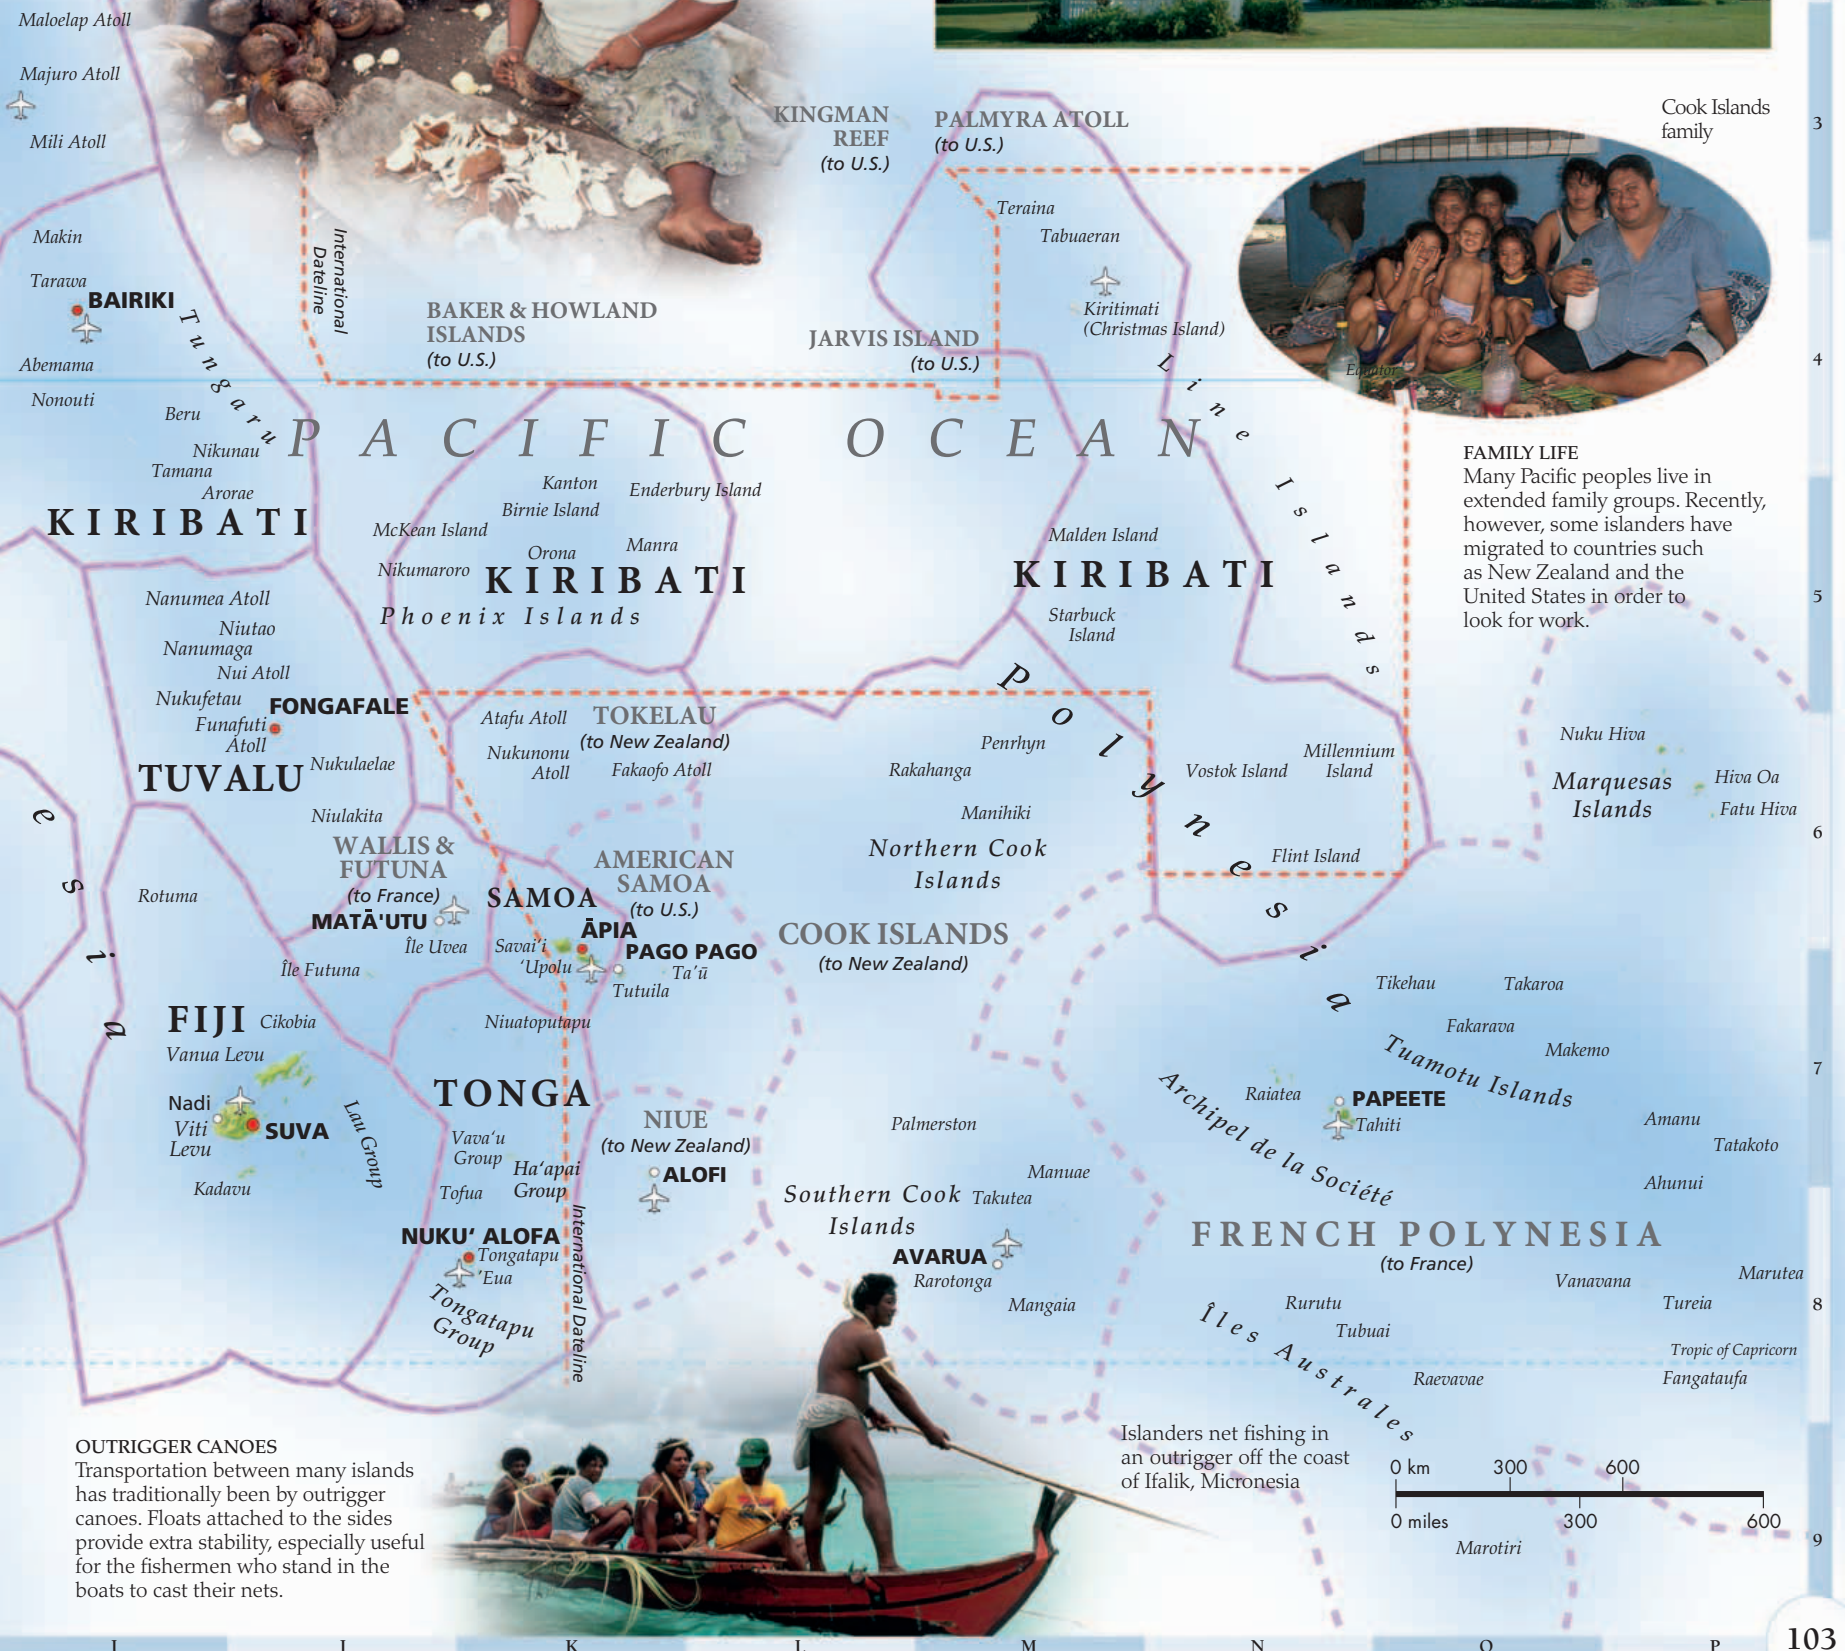 Maloelap Atoll
Majuro Atoll
Mili Atoll
KINGMAN
REEF
(to U.S.)
PALMYRA ATOLL
(to U.S.)
Cook Islands
family
3
Teraina
Tabuaeran
Makin
Tarawa
BAIRIKI
Tungaru
International
Dateline
BAKER & HOWLAND
ISLANDS
(to U.S.)
JARVIS ISLAND
(to U.S.)
Kiritimati
(Christmas Island)
Line Islands
Equator
4
Abemama
Nonouti
Beru
Nikunau
Tamana
Arorae
PACIFIC OCEAN
KIRIBATI
Kanton
Enderbury Island
Birnie Island
McKean Island
Orona
Manra
Nikumaroro
KIRIBATI
Phoenix Islands
Malden Island
KIRIBATI
Starbuck
Island
FAMILY LIFE
Many Pacific peoples live in
extended family groups. Recently,
however, some islanders have
migrated to countries such
as New Zealand and the
United States in order to
look for work.
5
Nanumea Atoll
Niutao
Nanumaga
Nui Atoll
Nukufetau
FONGAFALE
Funafuti
Atoll
TUVALU
Nukulaelae
Niulakita
Atafu Atoll
TOKELAU
(to New Zealand)
Nukunonu
Atoll
Fakaofo Atoll
Polynesia
Penrhyn
Rakahanga
Manihiki
Northern Cook
Islands
Vostok Island
Millennium
Island
Flint Island
Nuku Hiva
Marquesas
Islands
Hiva Oa
Fatu Hiva
6
esia
Rotuma
WALLIS &
FUTUNA
(to France)
MATĀ'UTU
Île Uvea
Île Futuna
SAMOA
ĀPIA
Savai'i
'Upolu
AMERICAN
SAMOA
(to U.S.)
PAGO PAGO
Ta'ū
Tutuila
COOK ISLANDS
(to New Zealand)
Tikehau
Takaroa
Fakarava
Makemo
Tuamotu Islands
FIJI
Cikobia
Vanua Levu
Nadi
Viti
Levu
SUVA
Lau Group
Kadavu
Niuatoputapu
TONGA
Vava‘u
Group
Ha‘apai
Group
Tofua
NUKU‘ ALOFA
Tongatapu
'Eua
Tongatapu
Group
International Dateline
NIUE
(to New Zealand)
ALOFI
Palmerston
Manuae
Southern Cook
Islands
Takutea
AVARUA
Rarotonga
Mangaia
Archipel de la Société
Raiatea
PAPEETE
Tahiti
7
Amanu
Tatakoto
Ahunui
FRENCH POLYNESIA
(to France)
Vanavana
Marutea
Tureia
8
Rurutu
Tubuai
Îles Australes
Raevavae
Tropic of Capricorn
Fangataufa
OUTRIGGER CANOES
Transportation between many islands
has traditionally been by outrigger
canoes. Floats attached to the sides
provide extra stability, especially useful
for the fishermen who stand in the
boats to cast their nets.
Islanders net fishing in
an outrigger off the coast
of Ifalik, Micronesia
0 km 300 600
0 miles 300 600
Marotiri
9
I J K L M N O P
103